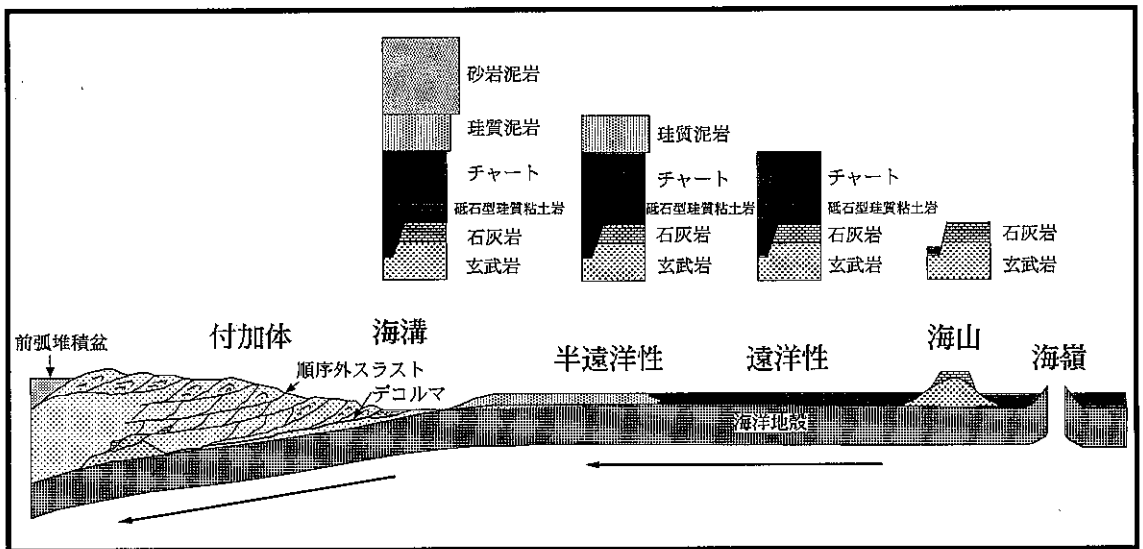 砂岩泥岩
珪質泥岩
チャート
砥石型珪質粘土岩
石灰岩
玄武岩
珪質泥岩
チャート
砥石型珪質粘土岩
石灰岩
玄武岩
チャート
砥石型珪質粘土岩
石灰岩
玄武岩
石灰岩
玄武岩
前弧堆積盆
付加体
海溝
順序外スラスト
デコルマ
半遠洋性
遠洋性
海山
海嶺
海洋地殻